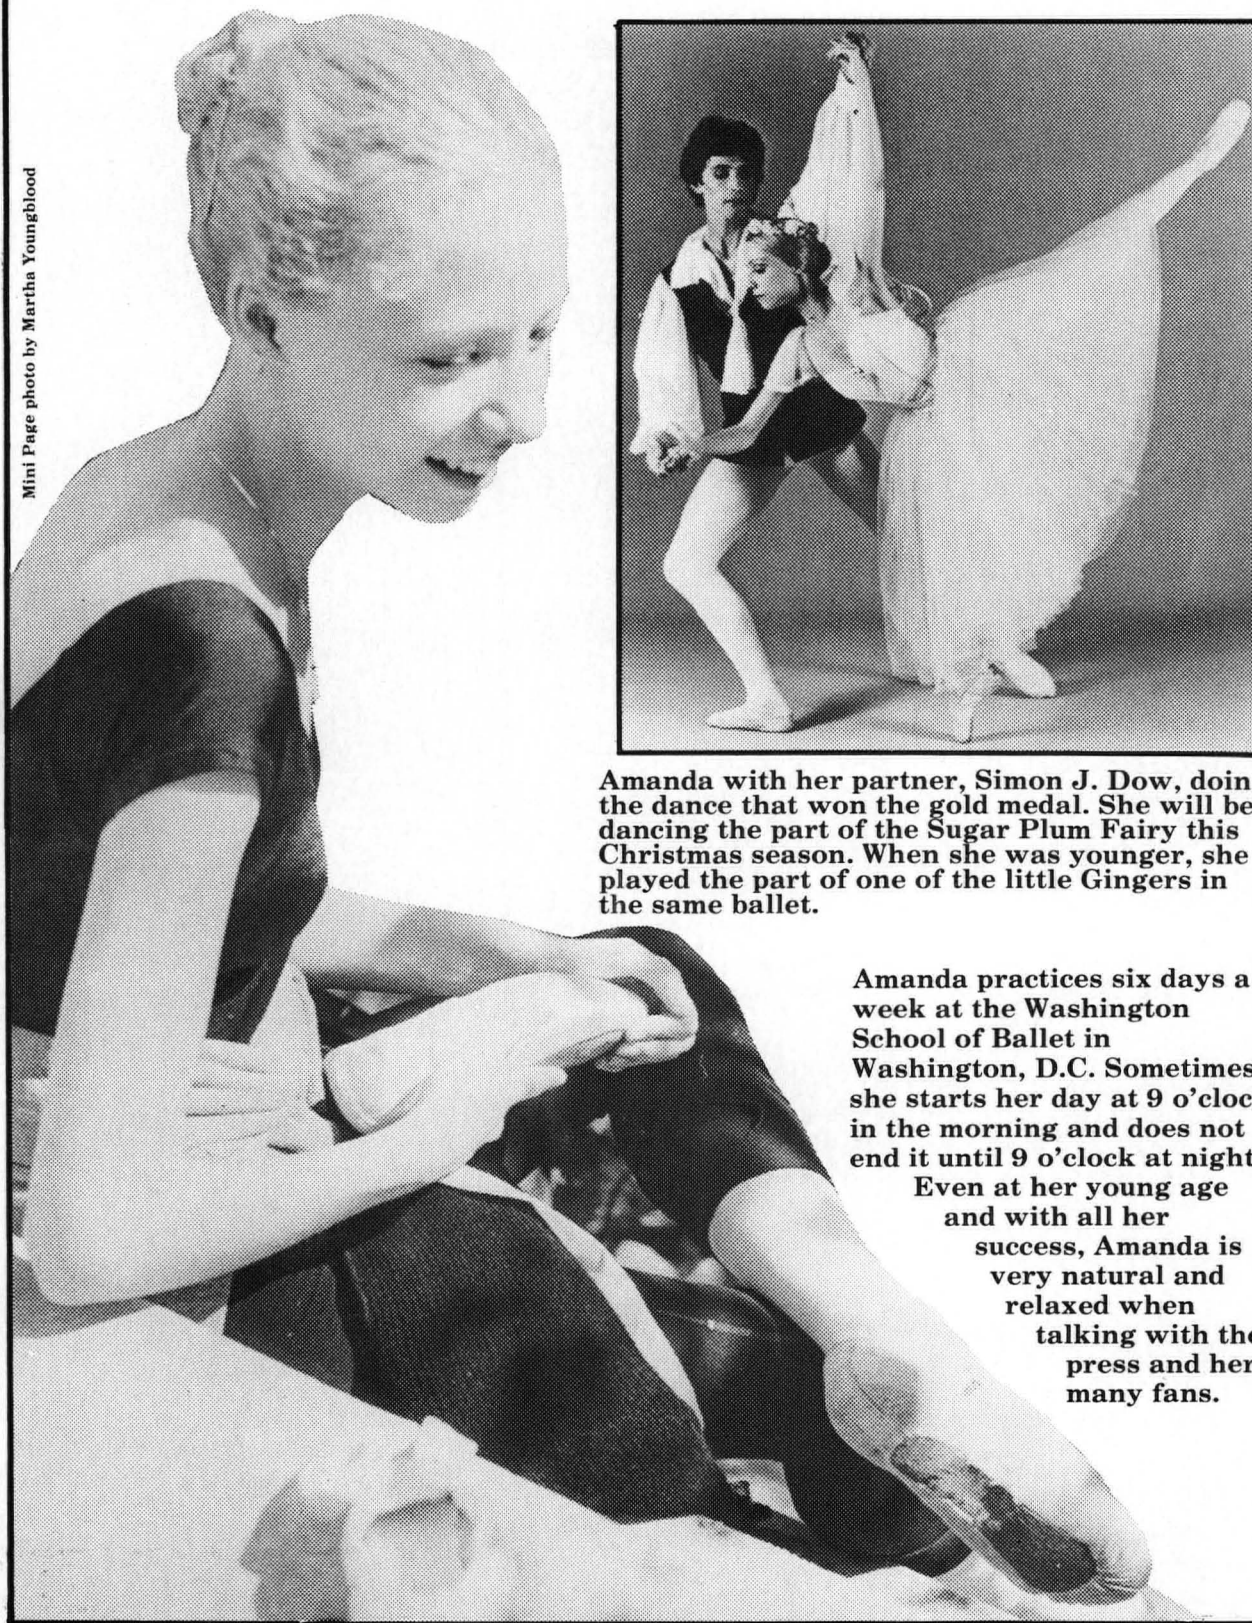 Mini Page photo by Martha Youngblood
Amanda with her partner, Simon J. Dow, doin
the dance that won the gold medal. She will be
dancing the part of the Sugar Plum Fairy this
Christmas season. When she was younger, she
played the part of one of the little Gingers in
the same ballet.
Amanda practices six days a
week at the Washington
School of Ballet in
Washington, D.C. Sometimes
she starts her day at 9 o'cloc
in the morning and does not
end it until 9 o'clock at night
Even at her young age
and with all her
success, Amanda is
very natural and
relaxed when
talking with the
press and her
many fans.